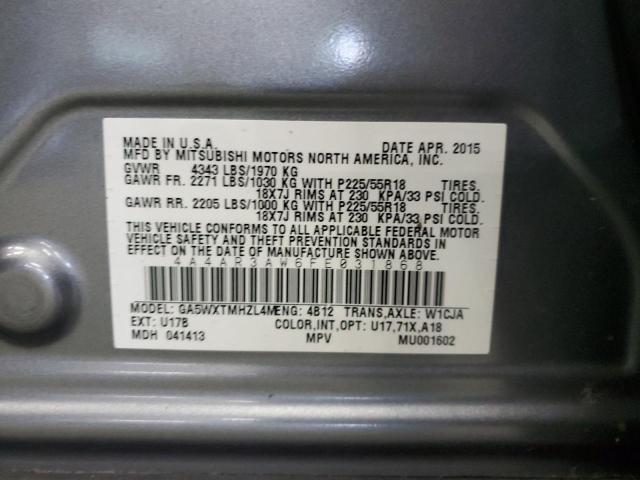 MADE IN U.S.A. DATE APR. 2015
MFD BY MITSUBISHI MOTORS NORTH AMERICA, INC.
GVWR 4343 LBS/1970 KG
GAWR FR. 2271 LBS/1030 KG WITH P225/55R18 TIRES.
18X7J RIMS AT 230 KPA/33 PSI COLD.
GAWR RR. 2205 LBS/1000 KG WITH P225/55R18 TIRES.
18X7J RIMS AT 230 KPA/33 PSI COLD.
THIS VEHICLE CONFORMS TO ALL APPLICABLE FEDERAL MOTOR
VEHICLE SAFETY AND THEFT PREVENTION STANDARDS IN
EFFECT ON THE DATE OF MANUFACTURE SHOWN ABOVE.
4A4AR3AW6FE031868
MODEL: GA5WXTMHZL4M ENG: 4B12 TRANS,AXLE: W1CJA
EXT: U17B COLOR,INT,OPT: U17,71X,A18
MDH 041413 MPV MU001602